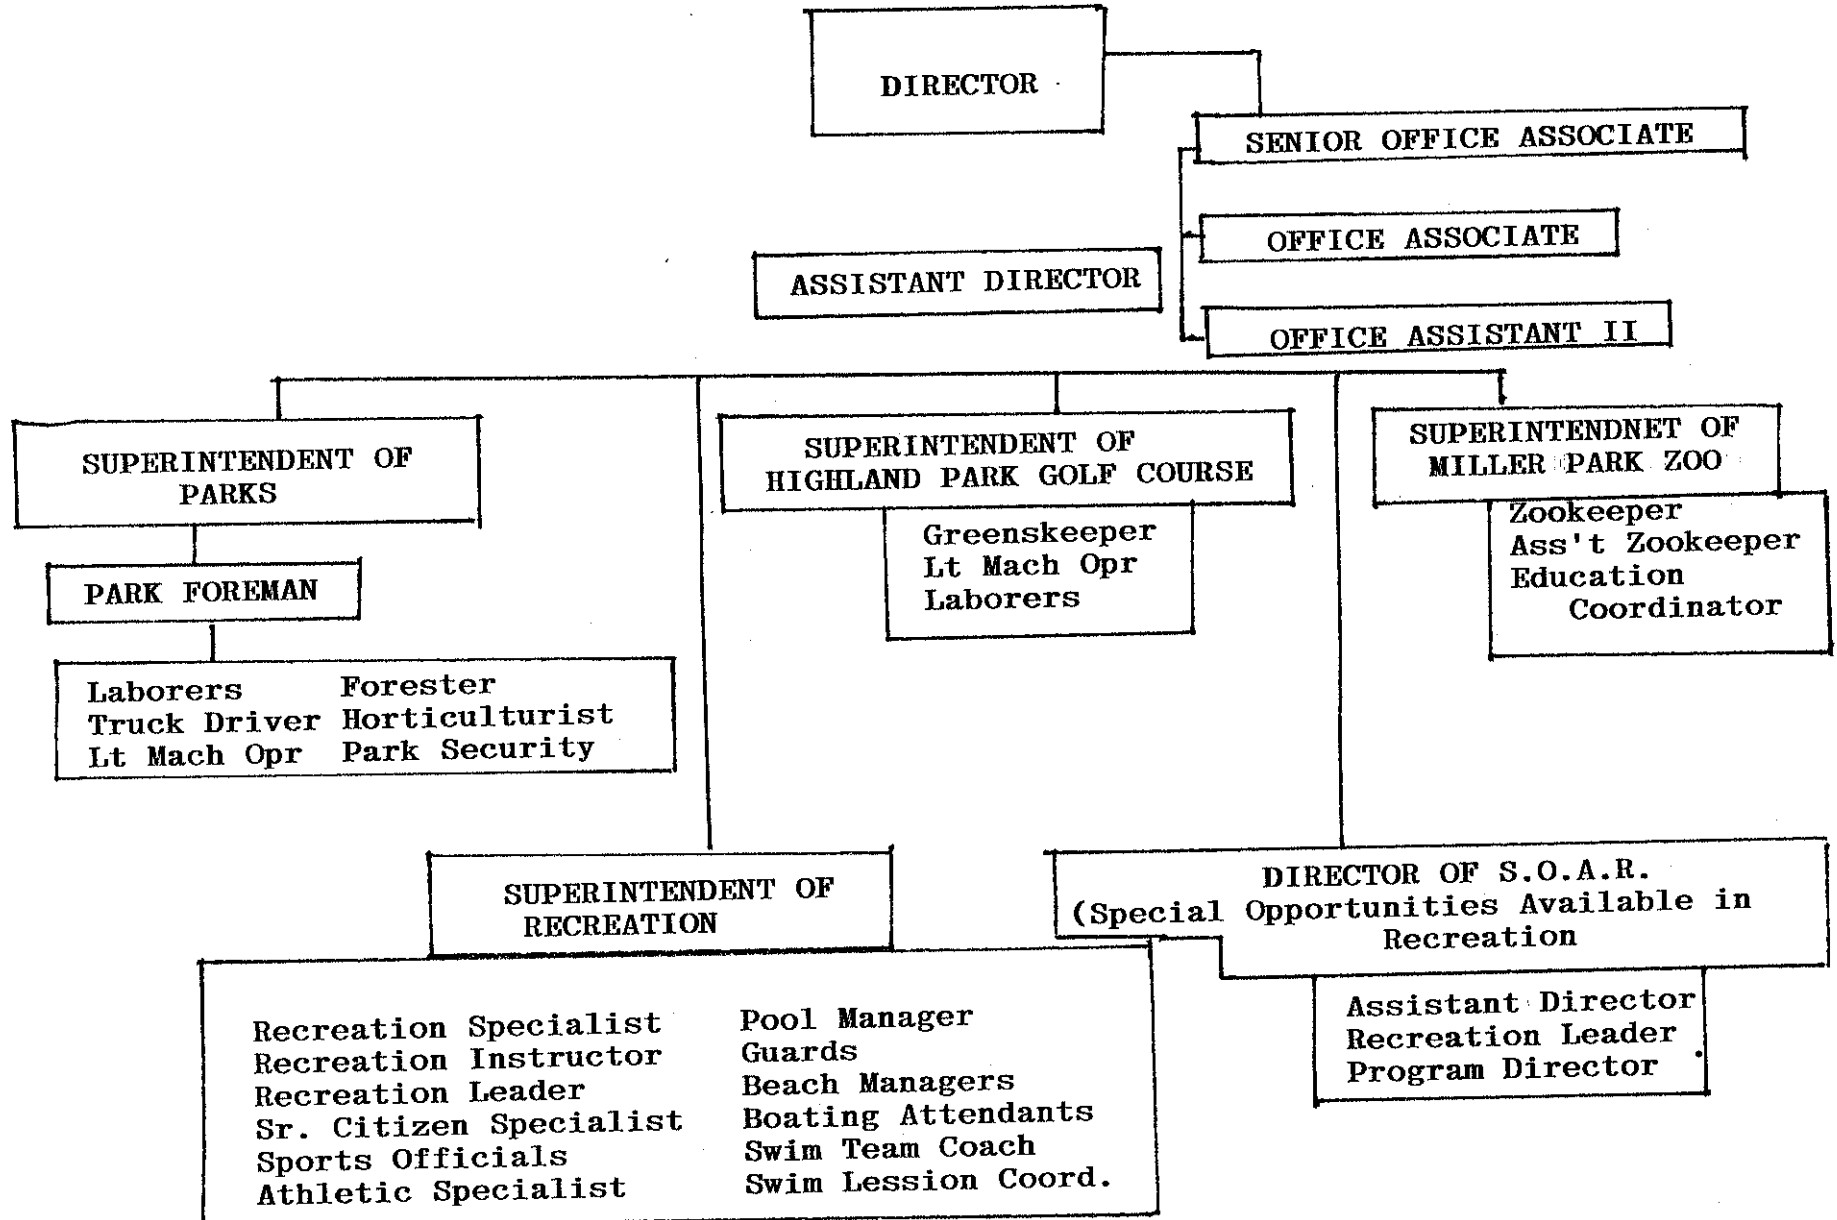 DIRECTOR
SENIOR OFFICE ASSOCIATE
OFFICE ASSOCIATE
ASSISTANT DIRECTOR
OFFICE ASSISTANT II
SUPERINTENDENT OF
PARKS
SUPERINTENDENT OF
HIGHLAND PARK GOLF COURSE
SUPERINTENDNET OF
MILLER PARK ZOO
Greenskeeper
Lt Mach Opr
Laborers
Zookeeper
Ass't Zookeeper
Education
Coordinator
PARK FOREMAN
Laborers Forester
Truck Driver Horticulturist
Lt Mach Opr Park Security
SUPERINTENDENT OF
RECREATION
DIRECTOR OF S.O.A.R.
(Special Opportunities Available in
Recreation
Recreation Specialist Pool Manager
Recreation Instructor Guards
Recreation Leader Beach Managers
Sr. Citizen Specialist Boating Attendants
Sports Officials Swim Team Coach
Athletic Specialist Swim Lession Coord.
Assistant Director
Recreation Leader
Program Director